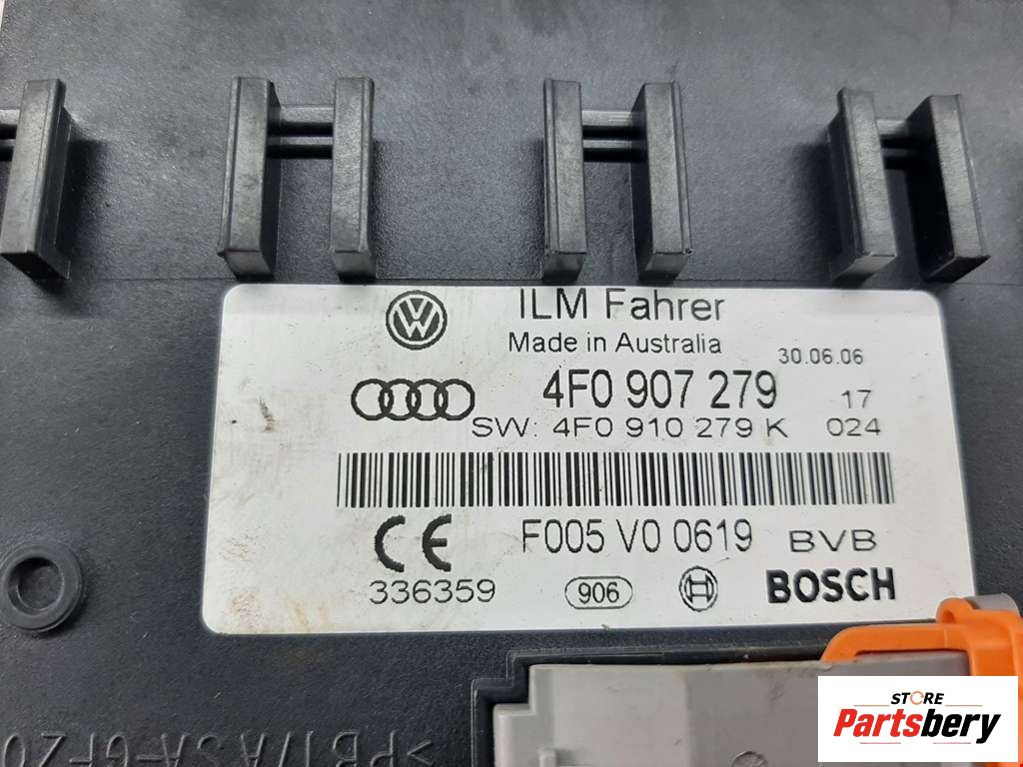 ILM Fahrer
Made in Australia
30.06.06
4F0 907 279
17
SW: 4F0 910 279 K 024
CE
F005 V0 0619 BVB
336359
906
BOSCH
STORE
Partsbery